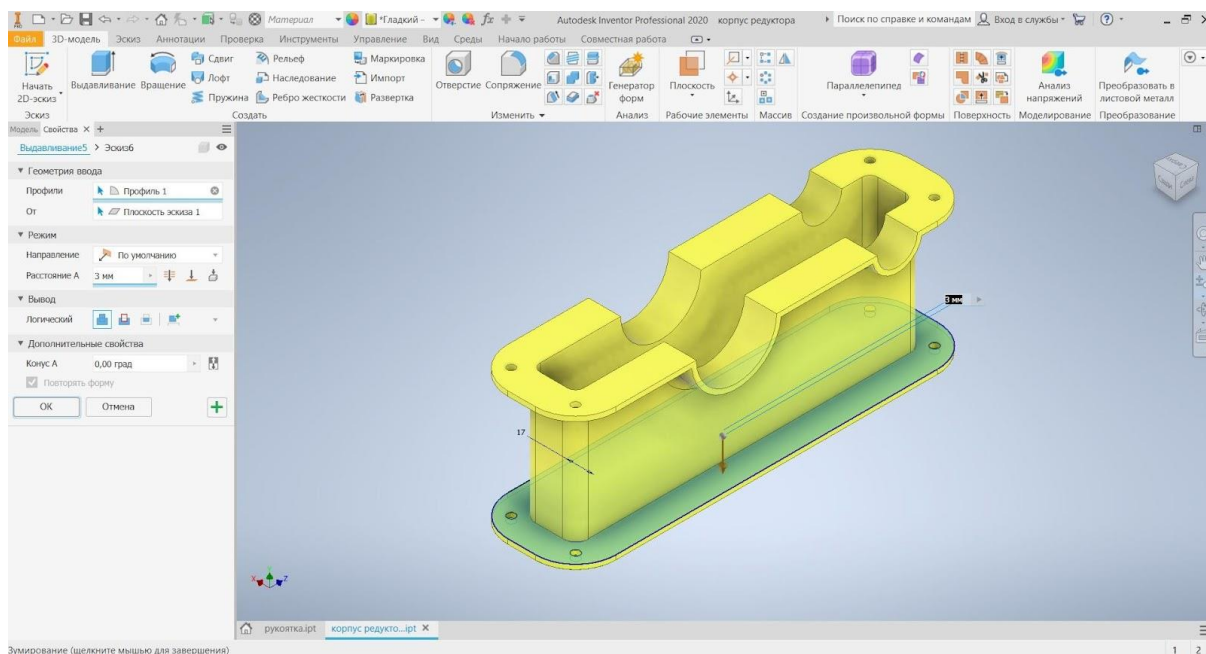 Материал
*Гладкий –
Autodesk Inventor Professional 2020 корпус редуктора
Поиск по справке и командам
Вход в службы
Файл 3D-модель Эскиз Аннотации Проверка Инструменты Управление Вид Среды Начало работы Совместная работа
Начать
2D-эскиз
Выдавливание
Вращение
Сдвиг
Лофт
Пружина
Рельеф
Наследование
Ребро жесткости
Маркировка
Импорт
Развертка
Отверстие
Сопряжение
Генератор
форм
Плоскость
Параллелепипед
Анализ
напряжений
Преобразовать в
листовой металл
Эскиз Создать Изменить Анализ Рабочие элементы Массив Создание произвольной формы Поверхность Моделирование Преобразование
Модель Свойства × +
Выдавливание5 > Эскиз6
Геометрия ввода
Профили Профиль 1
От Плоскость эскиза 1
Режим
Направление По умолчанию
Расстояние А 3 мм
Вывод
Логический
Дополнительные свойства
Конус А 0,00 град
Повторять форму
ОК Отмена
3 мм
17
X Y Z
рукоятка.ipt корпус редукто...ipt ×
Зумирование (щелкните мышью для завершения)
1 2